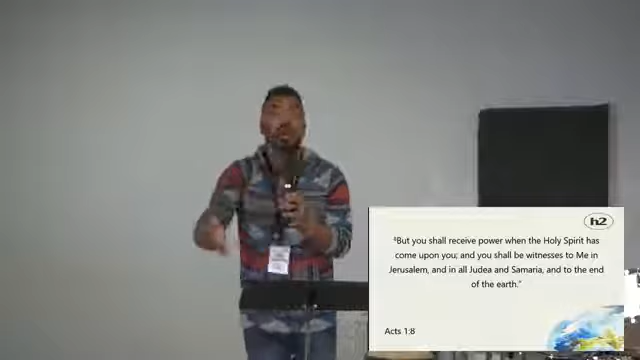 h2
"But you shall receive power when the Holy Spirit has
come upon you; and you shall be witnesses to Me in
Jerusalem, and in all Judea and Samaria, and to the end
of the earth."
Acts 1:8